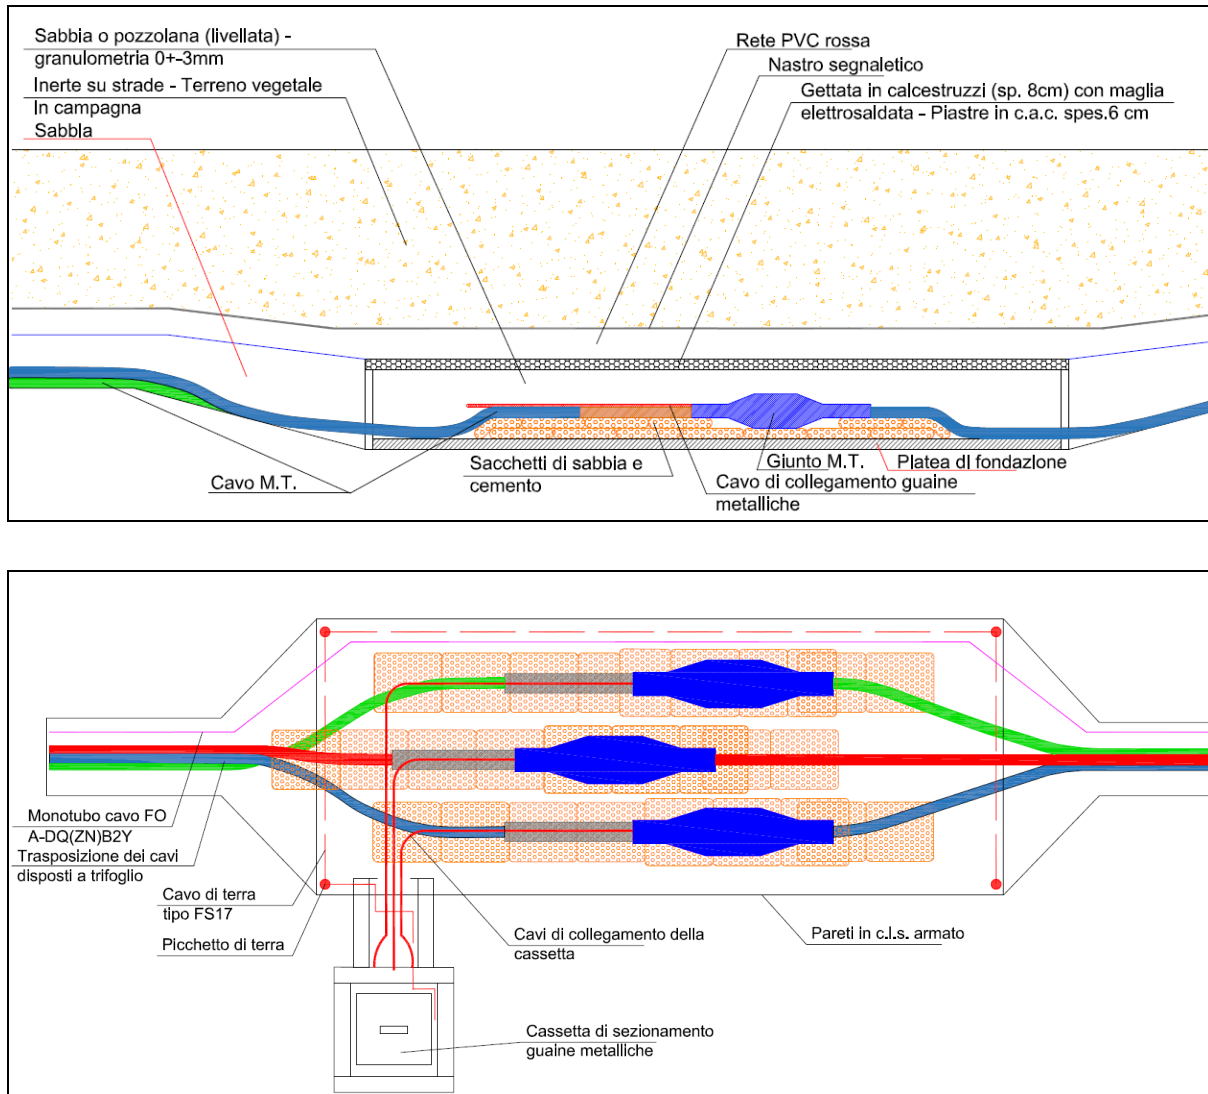 Sabbia o pozzolana (livellata) -
granulometria 0+-3mm
Inerte su strade - Terreno vegetale
In campagna
Sabbia
Rete PVC rossa
Nastro segnaletico
Gettata in calcestruzzi (sp. 8cm) con maglia
elettrosaldata - Piastre in c.a.c. spes.6 cm
Cavo M.T.
Sacchetti di sabbia e
cemento
Giunto M.T.
Platea di fondazione
Cavo di collegamento guaine
metalliche
Monotubo cavo FO
A-DQ(ZN)B2Y
Trasposizione dei cavi
disposti a trifoglio
Cavo di terra
tipo FS17
Picchetto di terra
Cavi di collegamento della
cassetta
Pareti in c.l.s. armato
Cassetta di sezionamento
guaine metalliche